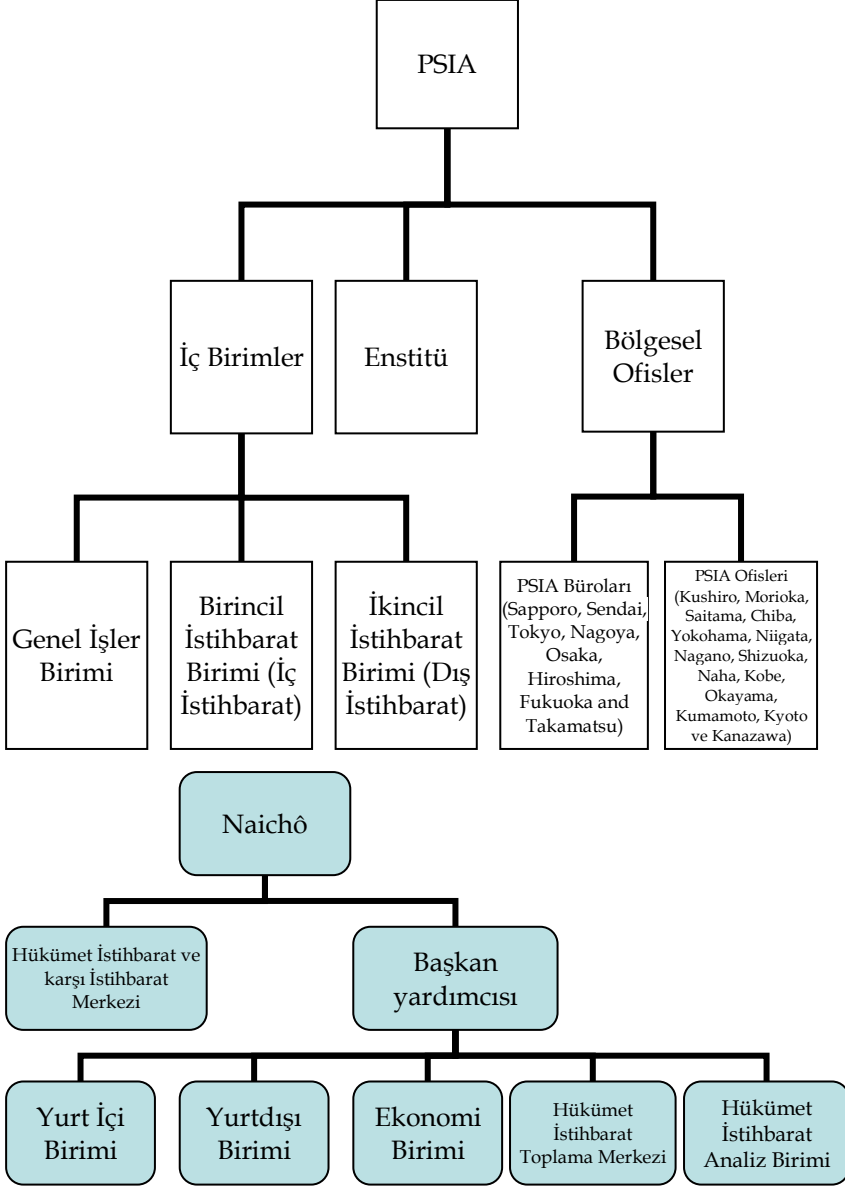 PSIA
İç Birimler
Enstitü
Bölgesel
Ofisler
Genel İşler
Birimi
Birincil
İstihbarat
Birimi (İç
İstihbarat)
İkincil
İstihbarat
Birimi (Dış
İstihbarat)
PSIA Büroları
(Sapporo, Sendai,
Tokyo, Nagoya,
Osaka,
Hiroshima,
Fukuoka and
Takamatsu)
PSIA Ofisleri
(Kushiro, Morioka,
Saitama, Chiba,
Yokohama, Niigata,
Nagano, Shizuoka,
Naha, Kobe,
Okayama,
Kumamoto, Kyoto
ve Kanazawa)
Naichô
Hükümet İstihbarat ve
karşı İstihbarat
Merkezi
Başkan
yardımcısı
Yurt İçi
Birimi
Yurtdışı
Birimi
Ekonomi
Birimi
Hükümet
İstihbarat
Toplama Merkezi
Hükümet
İstihbarat
Analiz Birimi